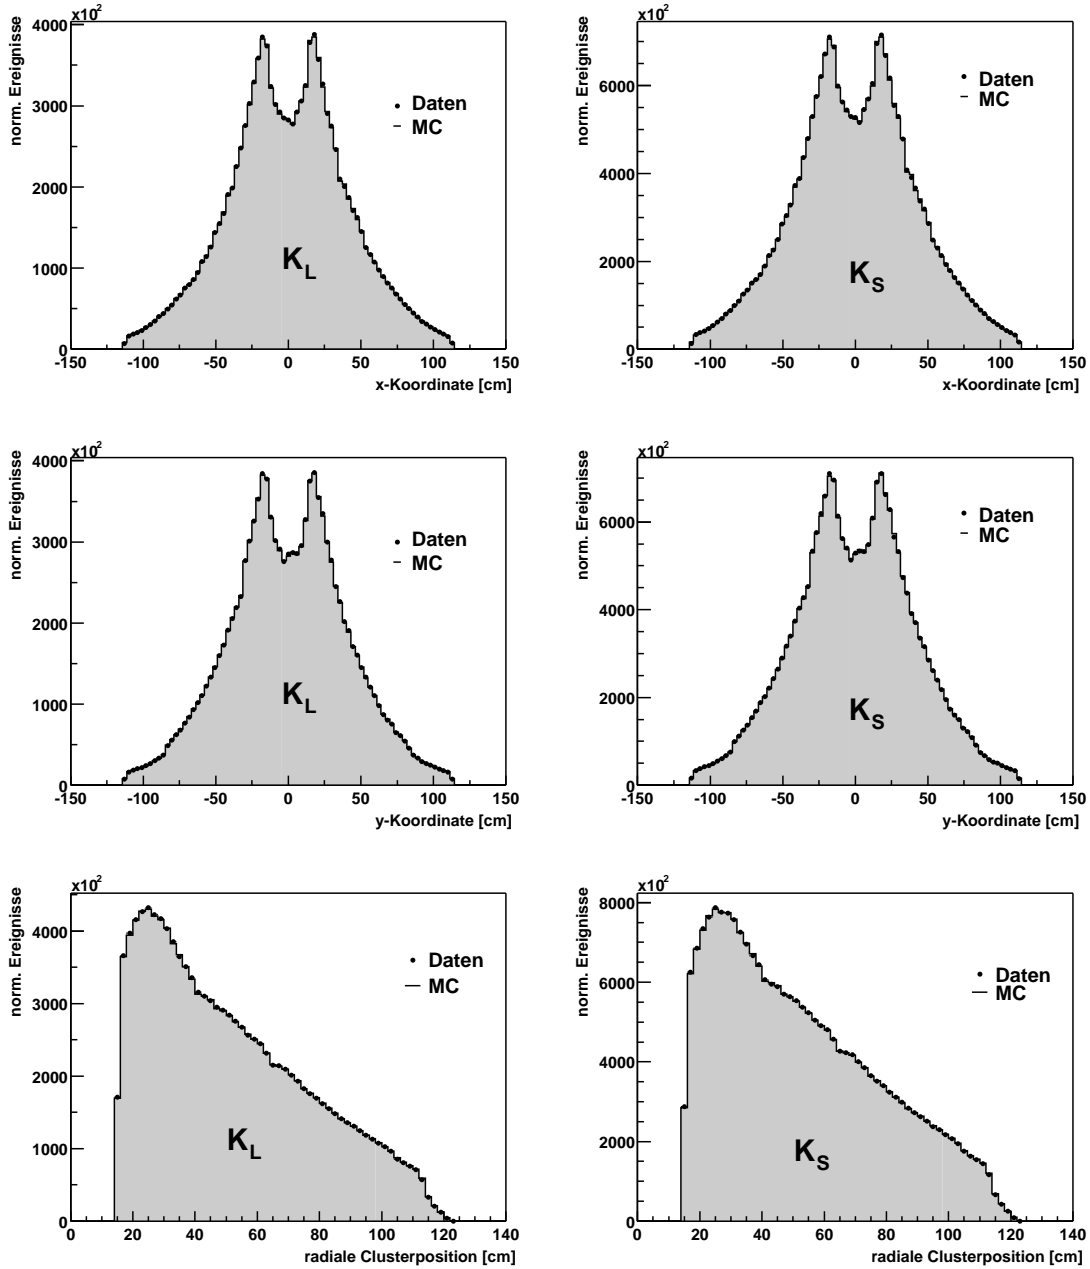 x10²
norm. Ereignisse
4000
3000
2000
1000
0
Daten
MC
K_L
-150 -100 -50 0 50 100 150
x-Koordinate [cm]
x10²
norm. Ereignisse
6000
4000
2000
0
Daten
MC
K_S
-150 -100 -50 0 50 100 150
x-Koordinate [cm]
x10²
norm. Ereignisse
4000
3000
2000
1000
0
Daten
MC
K_L
-150 -100 -50 0 50 100 150
y-Koordinate [cm]
x10²
norm. Ereignisse
6000
4000
2000
0
Daten
MC
K_S
-150 -100 -50 0 50 100 150
y-Koordinate [cm]
x10²
norm. Ereignisse
4000
3000
2000
1000
0
Daten
MC
K_L
0 20 40 60 80 100 120 140
radiale Clusterposition [cm]
x10²
norm. Ereignisse
8000
6000
4000
2000
0
Daten
MC
K_S
0 20 40 60 80 100 120 140
radiale Clusterposition [cm]